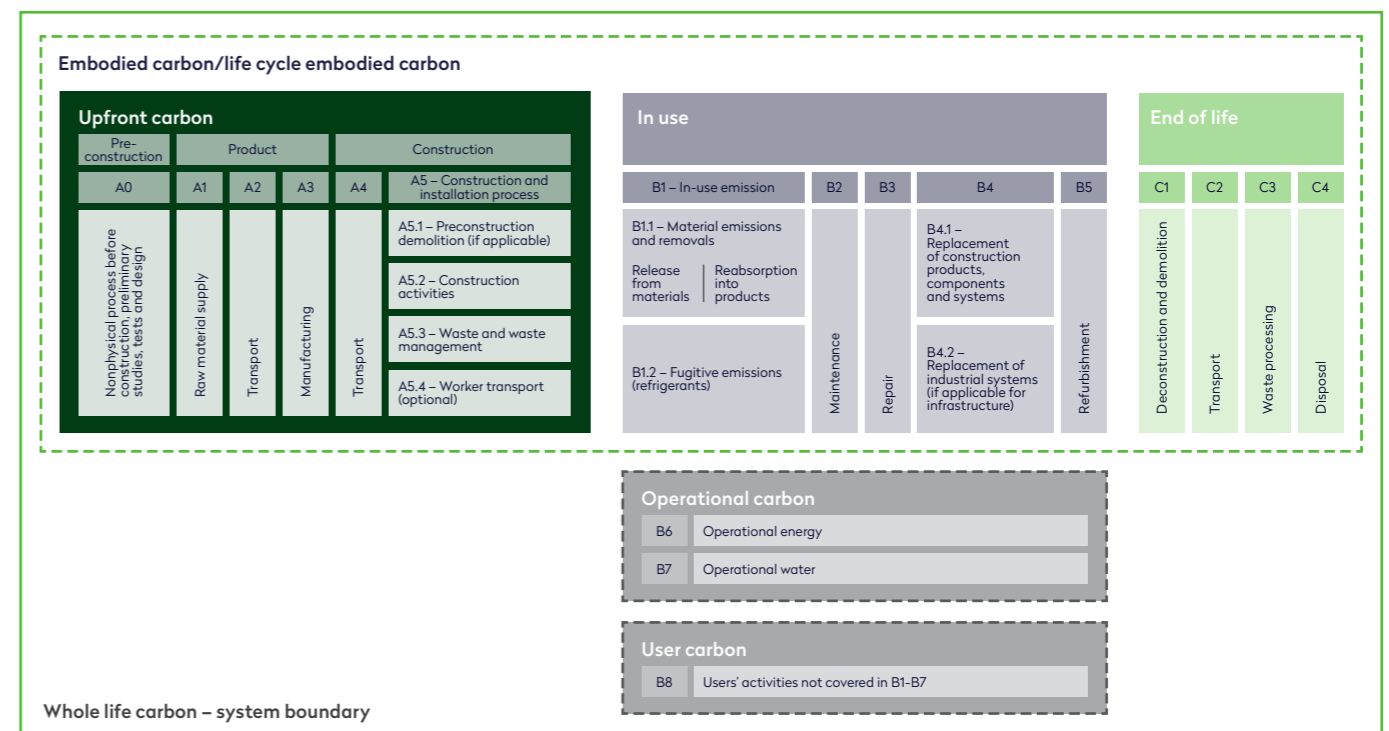 Embodied carbon/life cycle embodied carbon
Upfront carbon
Pre-
construction
Product
Construction
A0
A1
A2
A3
A4
A5 – Construction and
installation process
Nonphysical process before
construction, preliminary
studies, tests and design
Raw material supply
Transport
Manufacturing
Transport
A5.1 – Preconstruction
demolition (if applicable)
A5.2 – Construction
activities
A5.3 – Waste and waste
management
A5.4 – Worker transport
(optional)
In use
B1 – In-use emission
B2
B3
B4
B5
B1.1 – Material emissions
and removals
Release
from
materials
Reabsorption
into
products
B1.2 – Fugitive emissions
(refrigerants)
Maintenance
Repair
B4.1 –
Replacement
of construction
products,
components
and systems
B4.2 –
Replacement of
industrial systems
(if applicable for
infrastructure)
Refurbishment
End of life
C1
C2
C3
C4
Deconstruction and demolition
Transport
Waste processing
Disposal
Operational carbon
B6
Operational energy
B7
Operational water
User carbon
B8
Users’ activities not covered in B1-B7
Whole life carbon – system boundary